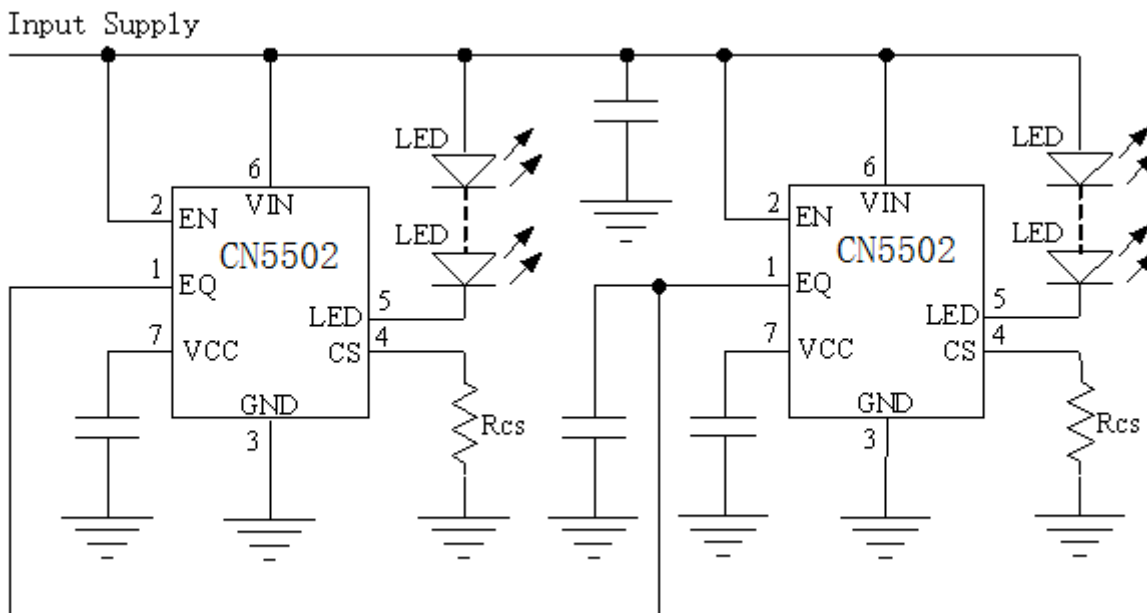 Input Supply
LED
LED
6
VIN
2
EN
CN5502
1
EQ
LED
5
7
VCC
CS
4
GND
3
Rcs
LED
LED
6
VIN
2
EN
CN5502
1
EQ
LED
5
7
VCC
CS
4
GND
3
Rcs